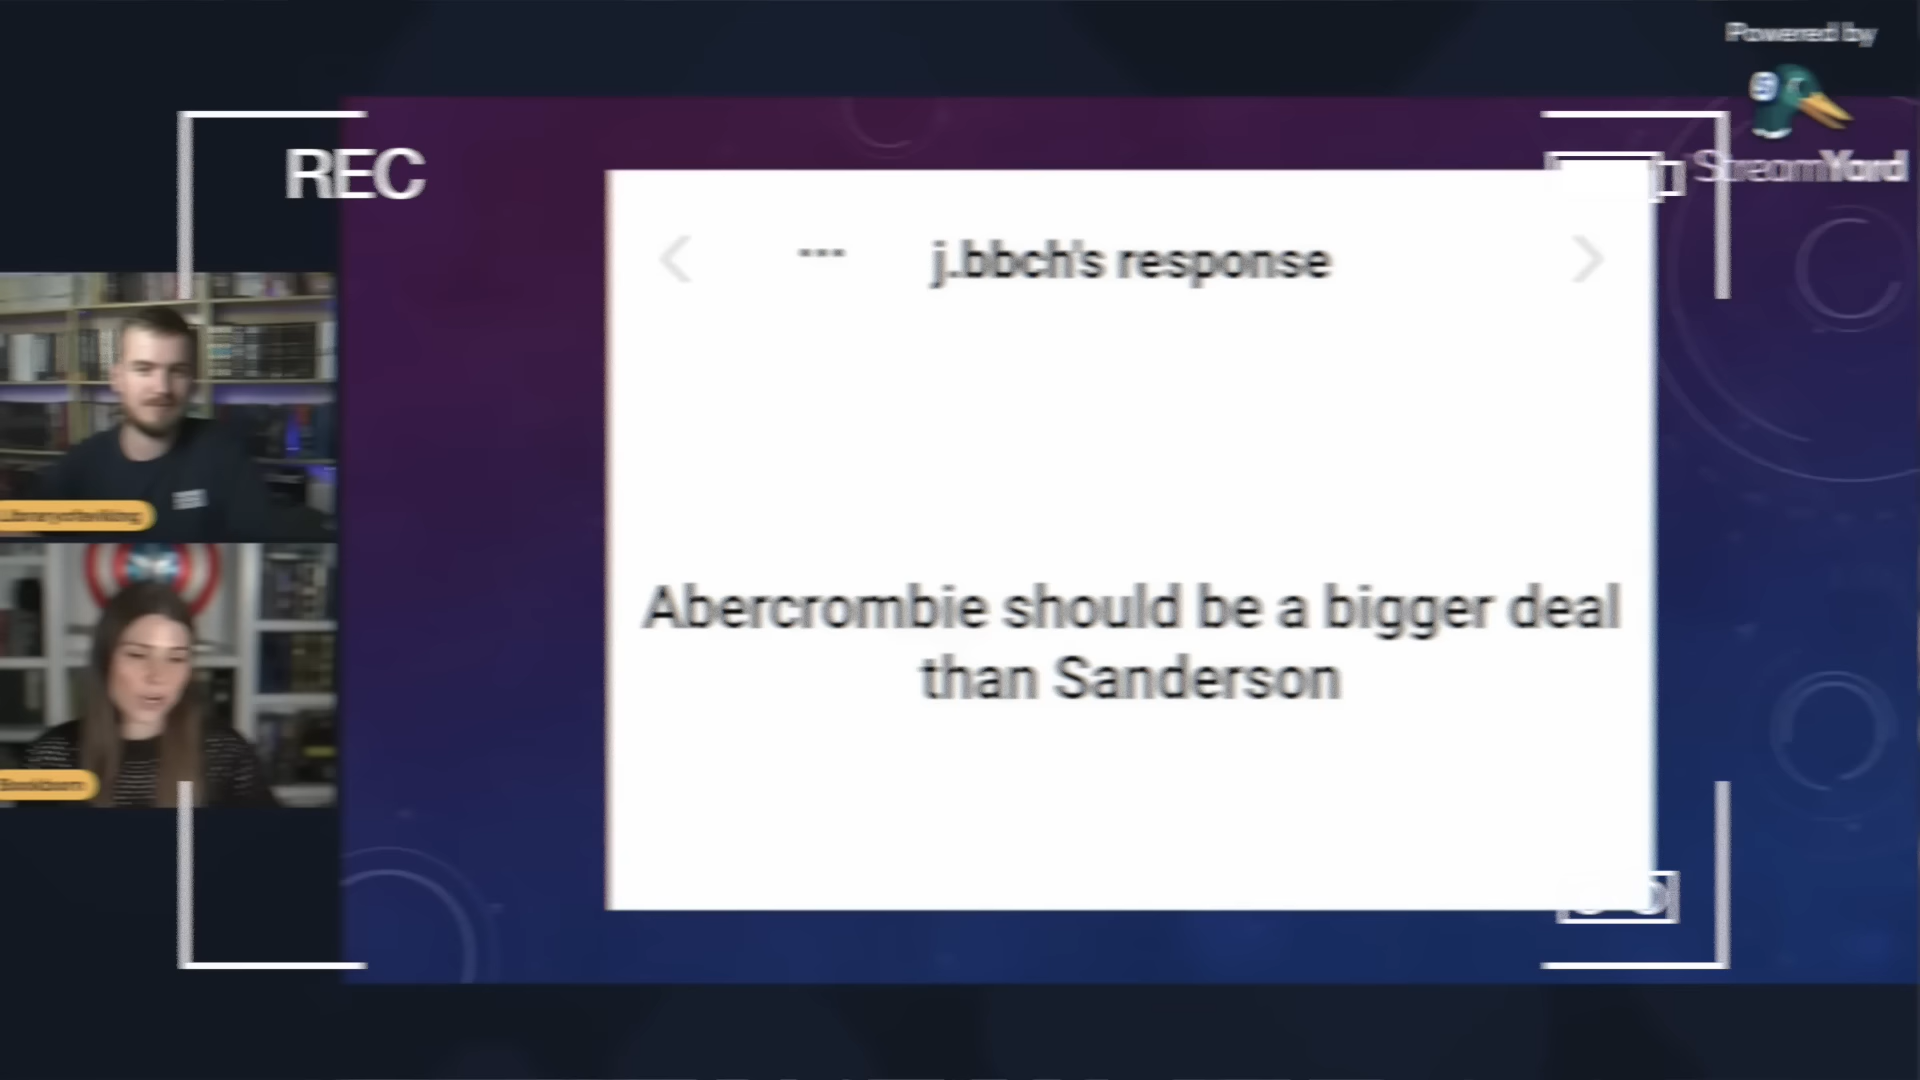 Powered by
REC
StreamYard
j.bbch's response
Abercrombie should be a bigger deal
than Sanderson